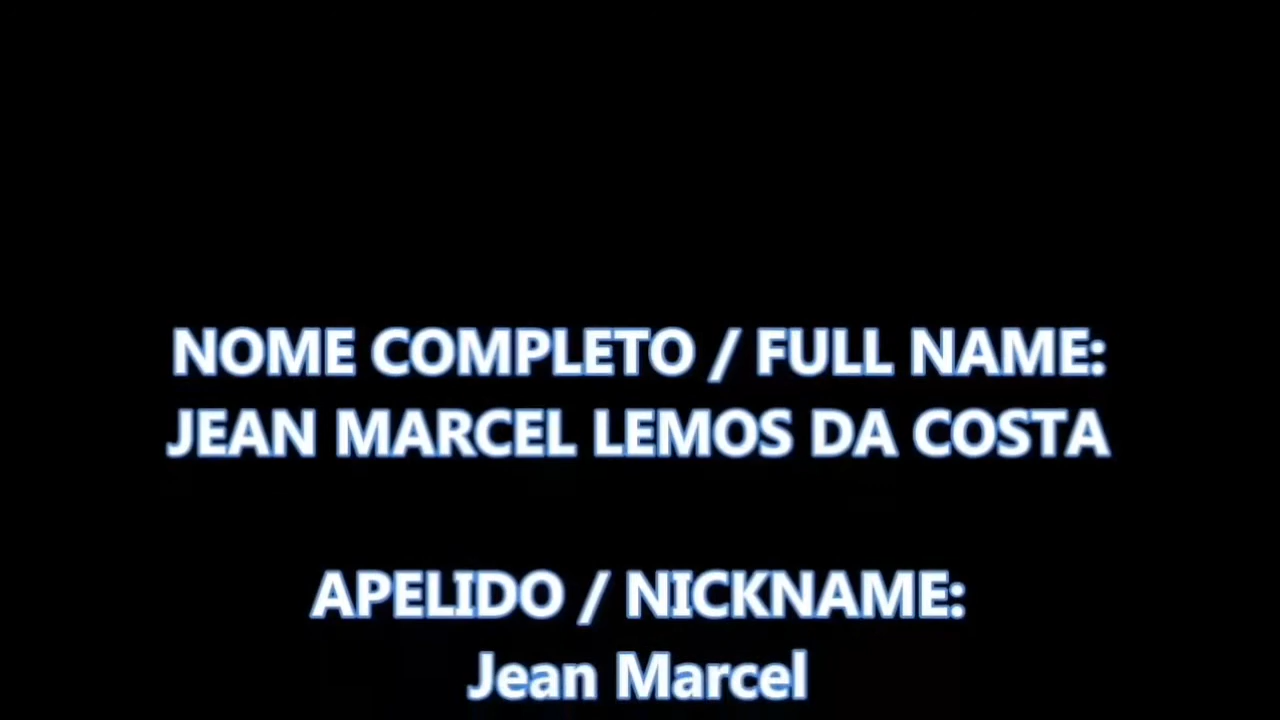 NOME COMPLETO / FULL NAME:
JEAN MARCEL LEMOS DA COSTA
APELIDO / NICKNAME:
Jean Marcel